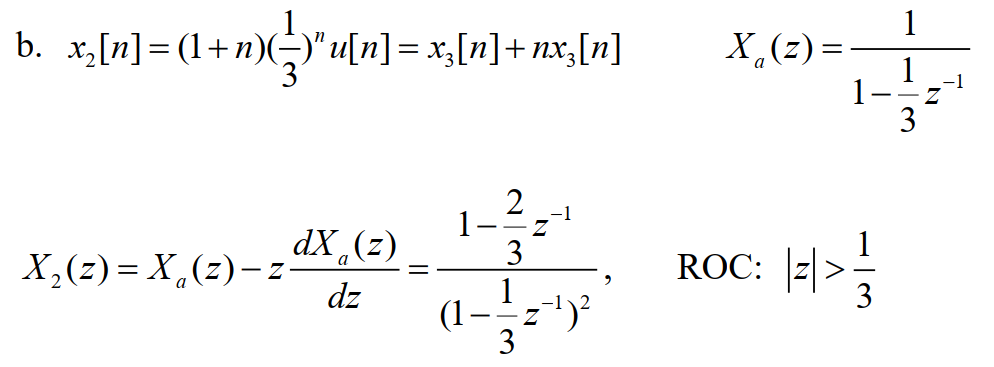 b. x₂[n] = (1+n)(1/3)ⁿ u[n] = x₃[n] + nx₃[n] Xₐ(z) = 1/(1 − (1/3)z⁻¹)
X₂(z) = Xₐ(z) − z dXₐ(z)/dz = (1 − (2/3)z⁻¹)/(1 − (1/3)z⁻¹)², ROC: |z| > 1/3